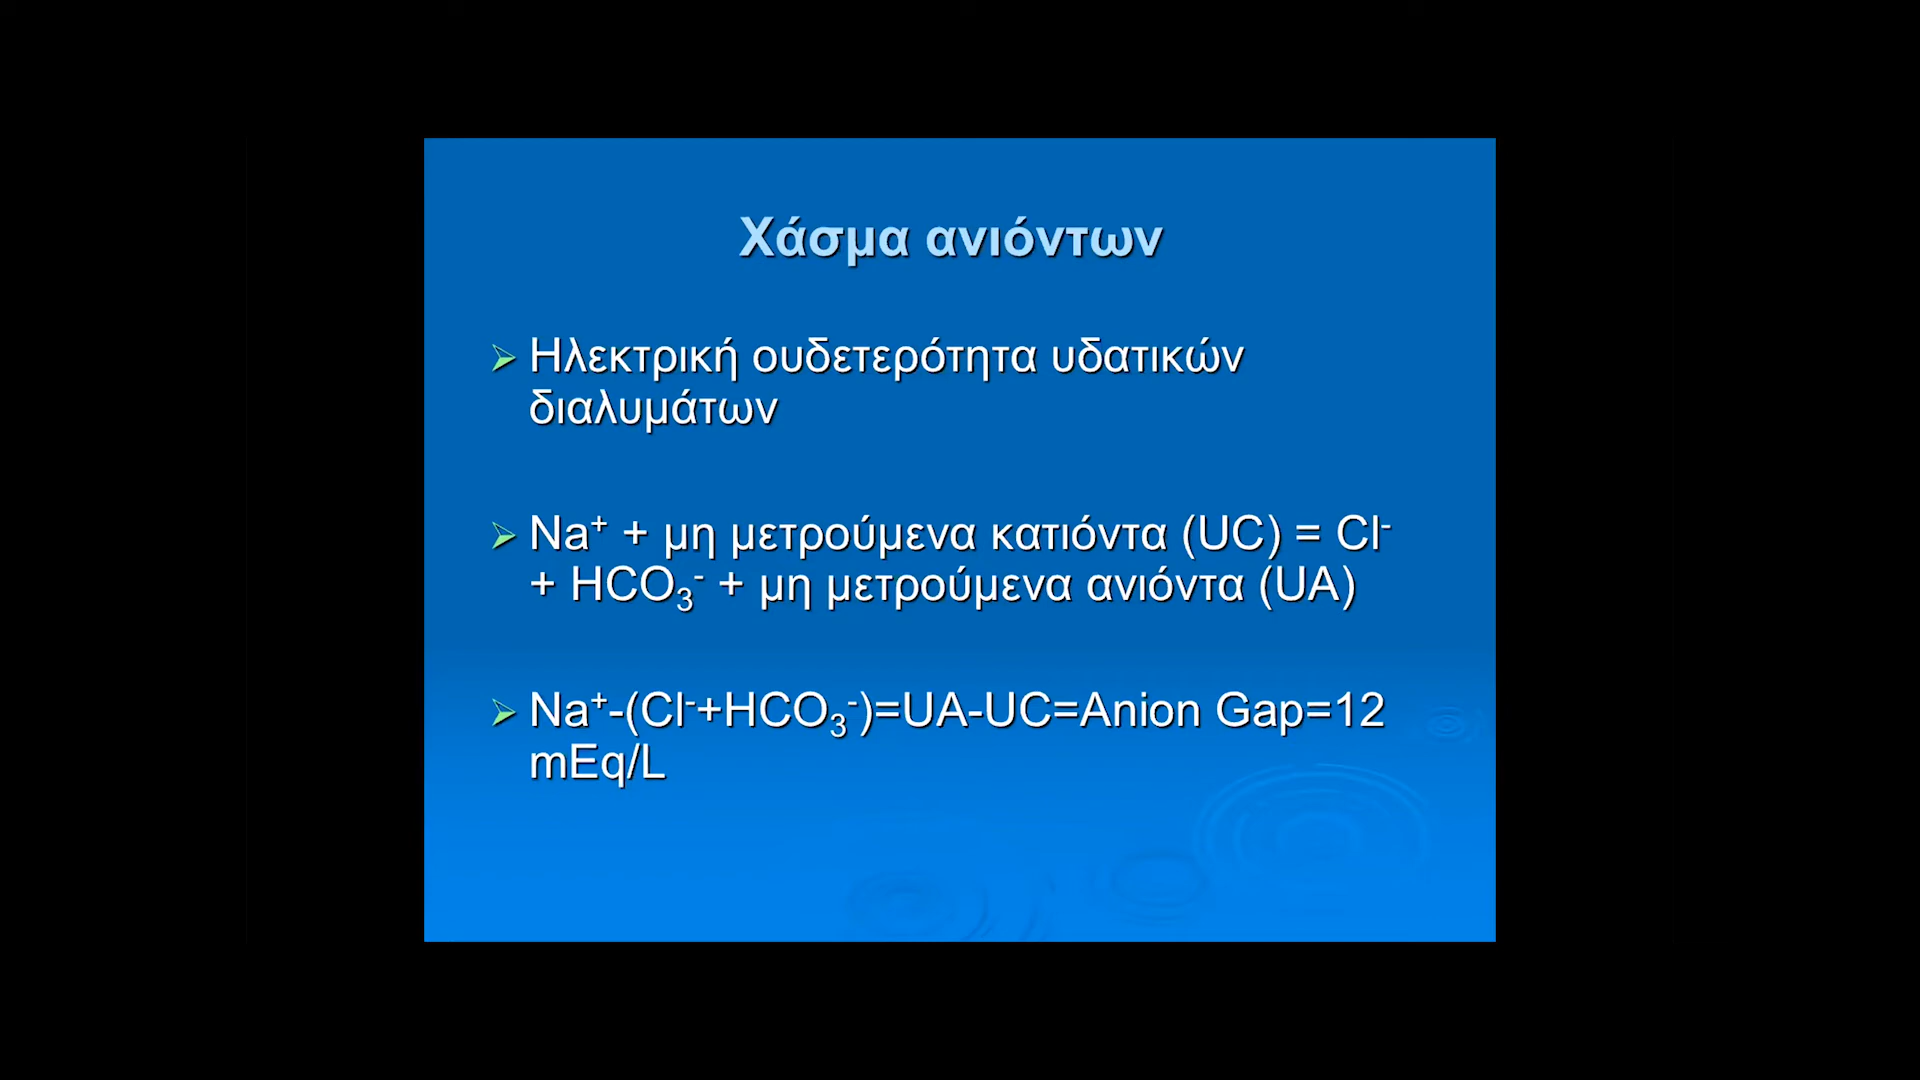 Χάσμα ανιόντων
Ηλεκτρική ουδετερότητα υδατικών
διαλυμάτων
Na⁺ + μη μετρούμενα κατιόντα (UC) = Cl⁻
+ HCO₃⁻ + μη μετρούμενα ανιόντα (UA)
Na⁺-(Cl⁻+HCO₃⁻)=UA-UC=Anion Gap=12
mEq/L